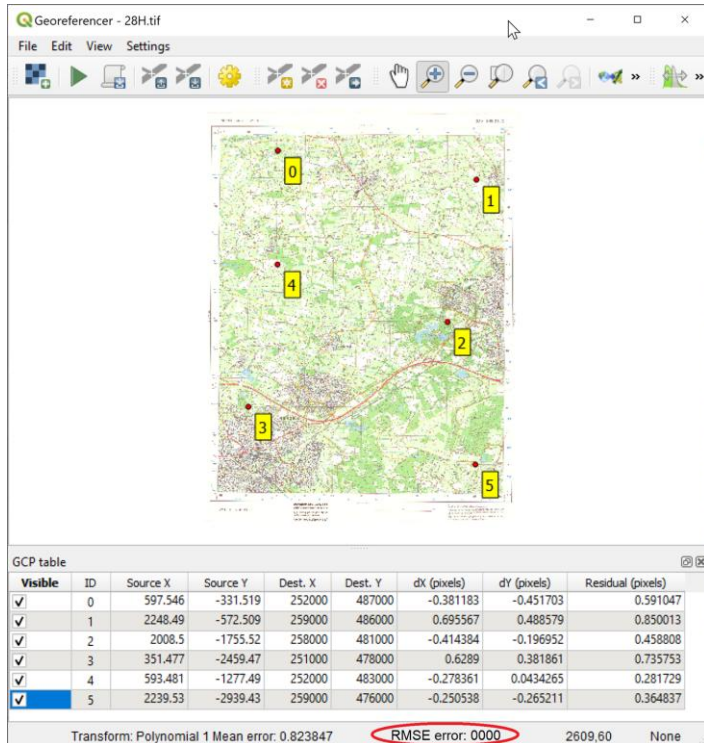 Georeferencer - 28H.tif
File Edit View Settings
» »
0
1
4
2
3
5
GCP table
Visible ID Source X Source Y Dest. X Dest. Y dX (pixels) dY (pixels) Residual (pixels)
0 597.546 -331.519 252000 487000 -0.381183 -0.451703 0.591047
1 2248.49 -572.509 259000 486000 0.695567 0.488579 0.850013
2 2008.5 -1755.52 258000 481000 -0.414384 -0.196952 0.458808
3 351.477 -2459.47 251000 478000 0.6289 0.381861 0.735753
4 593.481 -1277.49 252000 483000 -0.278361 0.0434265 0.281729
5 2239.53 -2939.43 259000 476000 -0.250538 -0.265211 0.364837
Transform: Polynomial 1 Mean error: 0.823847 RMSE error: 0000 2609,60 None